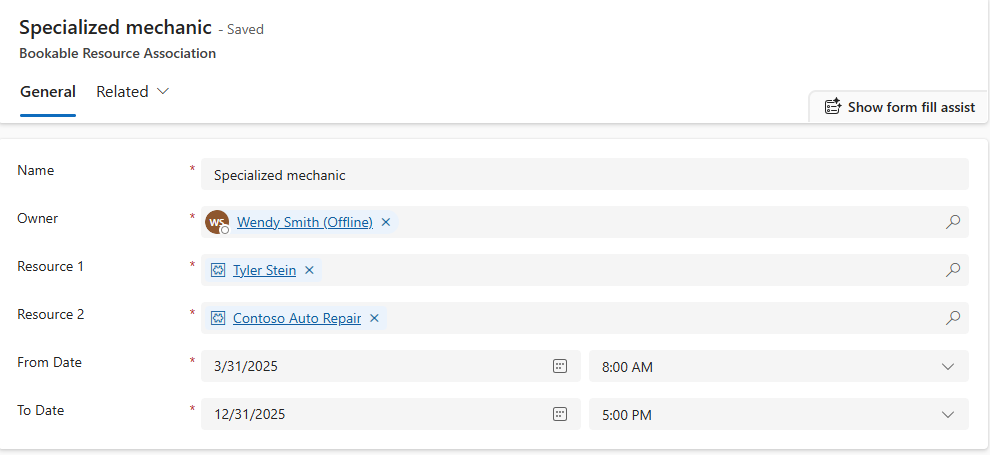 Specialized mechanic - Saved
Bookable Resource Association
General Related
Show form fill assist
Name * Specialized mechanic
Owner * WS Wendy Smith (Offline)
Resource 1 * Tyler Stein
Resource 2 * Contoso Auto Repair
From Date * 3/31/2025 8:00 AM
To Date * 12/31/2025 5:00 PM